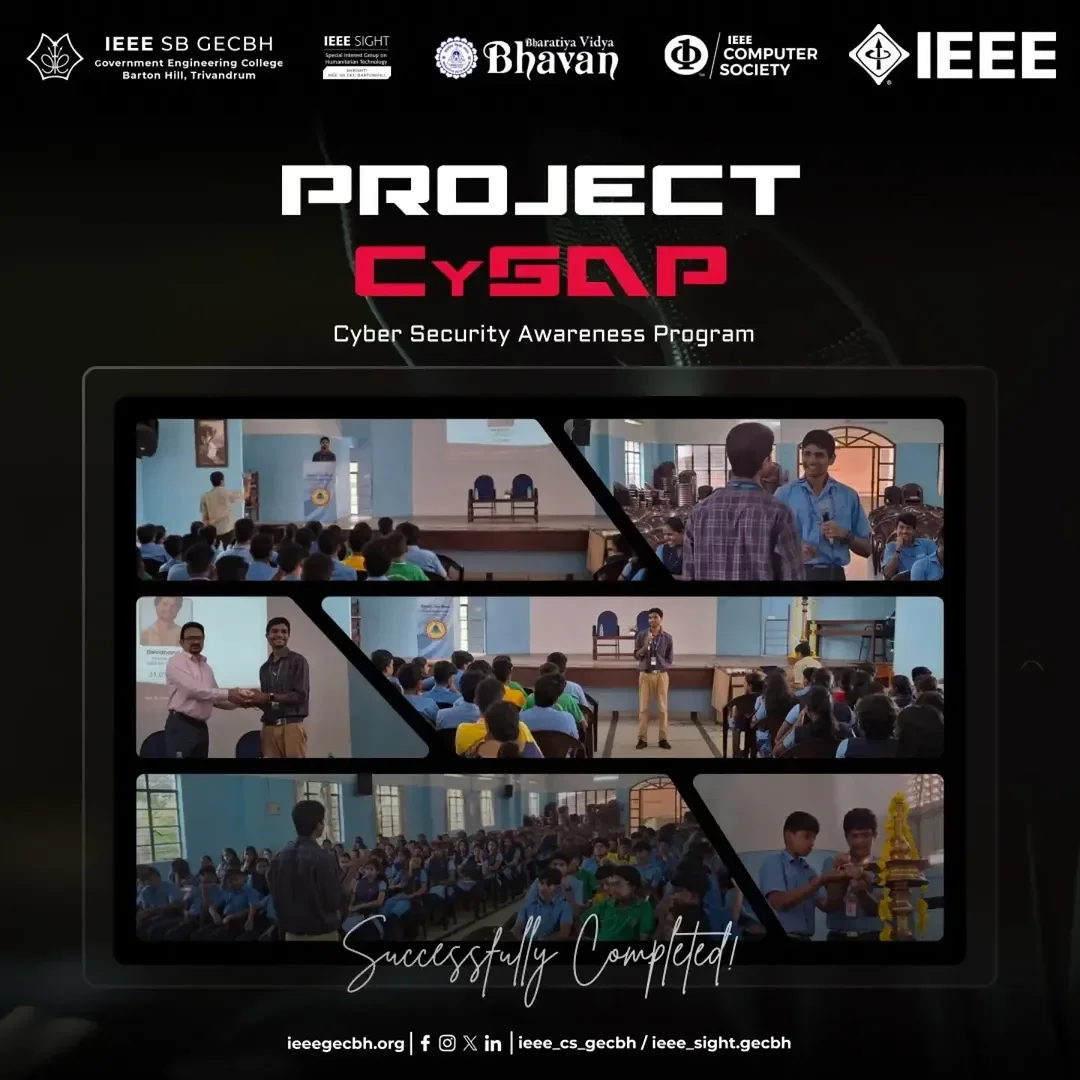 IEEE SB GECBH
Government Engineering College
Barton Hill, Trivandrum
IEEE SIGHT
Special Interest Group on
Humanitarian Technology
Bharatiya Vidya
Bhavan
IEEE
COMPUTER
SOCIETY
IEEE
PROJECT
CySAP
Cyber Security Awareness Program
Successfully Completed!
ieeegecbh.org | ieee_cs_gecbh / ieee_sight.gecbh